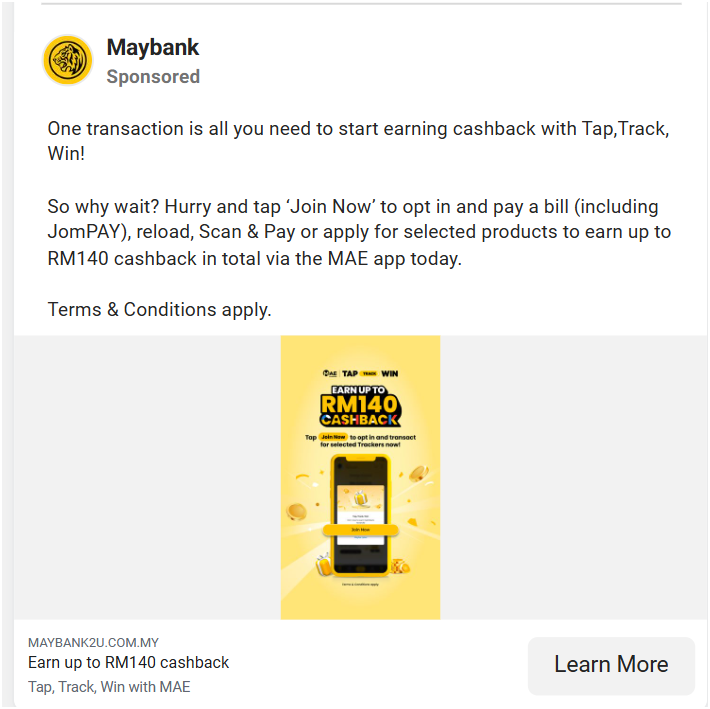 Maybank
Sponsored
One transaction is all you need to start earning cashback with Tap,Track,
Win!
So why wait? Hurry and tap ‘Join Now’ to opt in and pay a bill (including
JomPAY), reload, Scan & Pay or apply for selected products to earn up to
RM140 cashback in total via the MAE app today.
Terms & Conditions apply.
MAE TAP TRACK WIN
EARN UP TO
RM140
CASHBACK
Tap Join Now to opt in and transact
for selected Trackers now!
Join Now
Terms & Conditions apply
MAYBANK2U.COM.MY
Earn up to RM140 cashback
Learn More
Tap, Track, Win with MAE